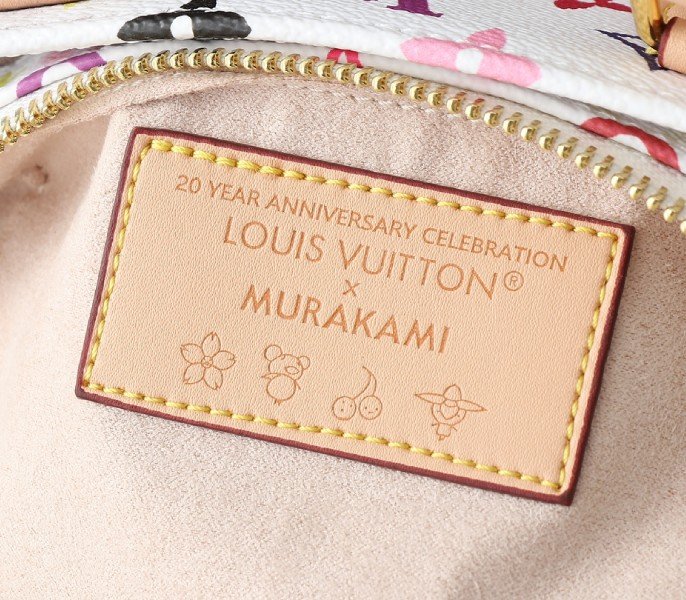 20 YEAR ANNIVERSARY CELEBRATION
LOUIS VUITTON®
×
MURAKAMI